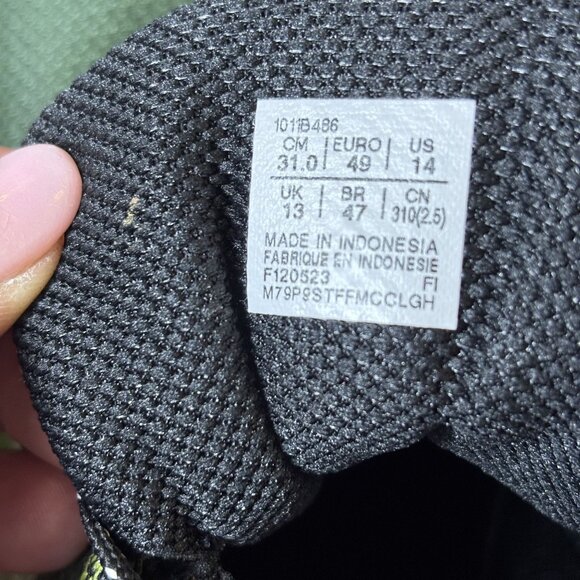 1011B486
CM | EURO | US
31.0 | 49 | 14
UK | BR | CN
13 | 47 | 310(2.5)
MADE IN INDONESIA
FABRIQUE EN INDONESIE
F120523 FI
M79P9STFFMCCLGH